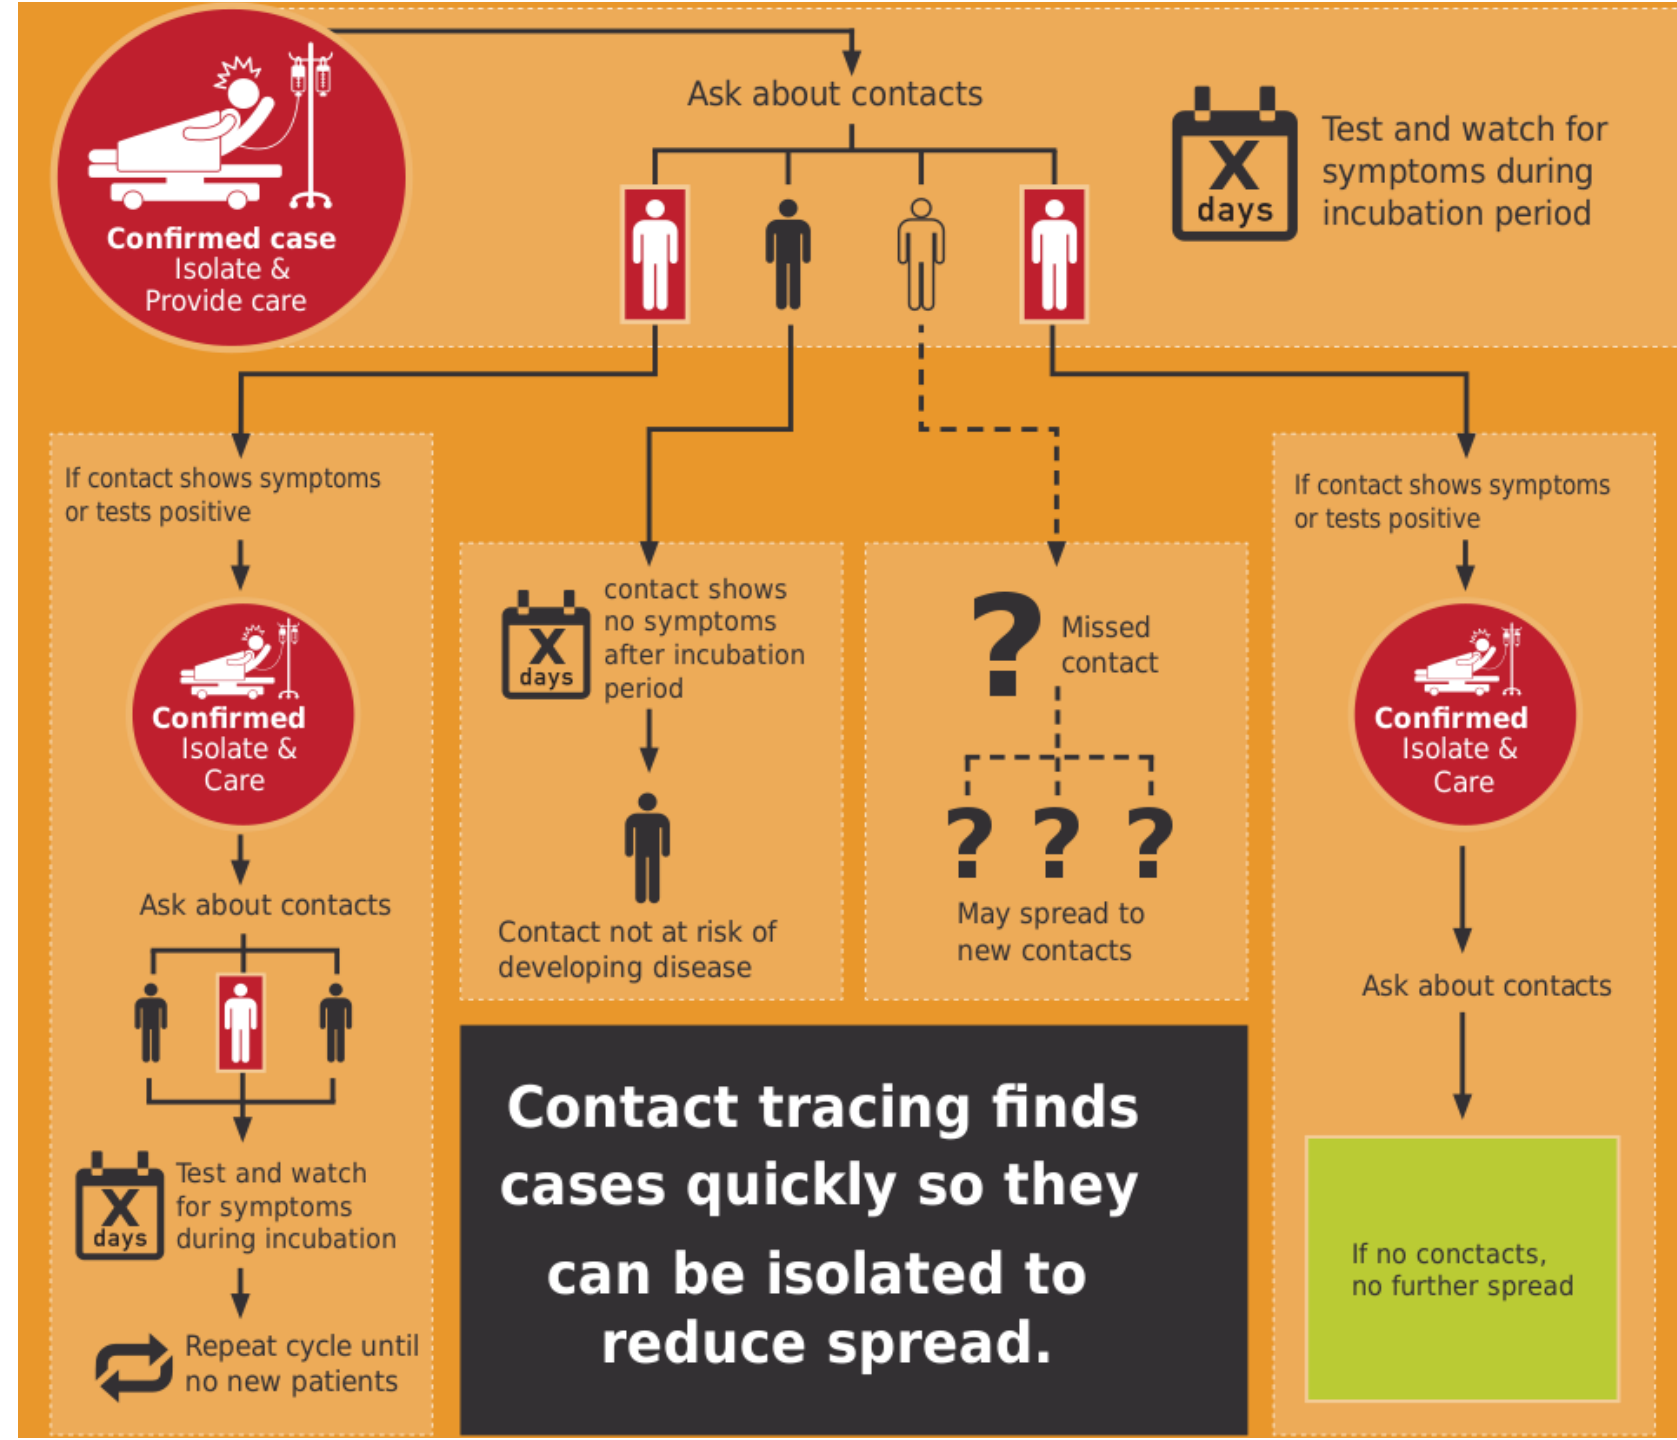 Confirmed case
Isolate &
Provide care
Ask about contacts
X
days
Test and watch for
symptoms during
incubation period
If contact shows symptoms
or tests positive
Confirmed
Isolate &
Care
Ask about contacts
X
days
Test and watch
for symptoms
during incubation
Repeat cycle until
no new patients
X
days
contact shows
no symptoms
after incubation
period
Contact not at risk of
developing disease
?
Missed
contact
? ? ?
May spread to
new contacts
If contact shows symptoms
or tests positive
Confirmed
Isolate &
Care
Ask about contacts
If no conctacts,
no further spread
Contact tracing finds
cases quickly so they
can be isolated to
reduce spread.